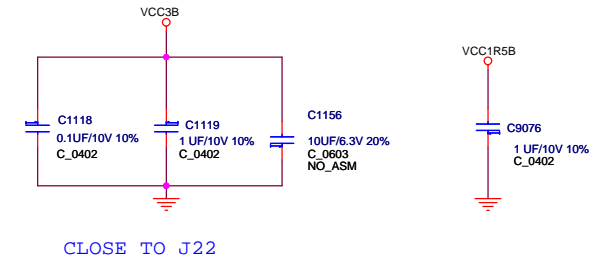 VCC3B
VCC1R5B
C1118
0.1UF/10V 10%
C_0402
C1119
1 UF/10V 10%
C_0402
C1156
10UF/6.3V 20%
C_0603
NO_ASM
C9076
1 UF/10V 10%
C_0402
CLOSE TO J22